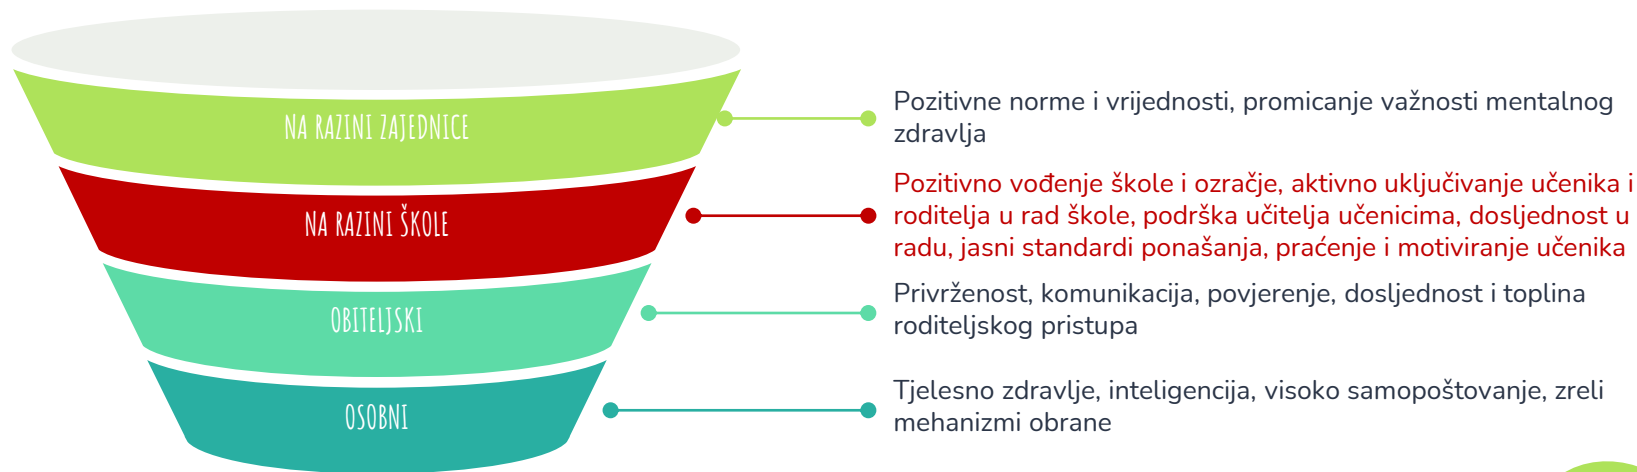 NA RAZINI ZAJEDNICE
Pozitivne norme i vrijednosti, promicanje važnosti mentalnog
zdravlja
NA RAZINI ŠKOLE
Pozitivno vođenje škole i ozračje, aktivno uključivanje učenika i
roditelja u rad škole, podrška učitelja učenicima, dosljednost u
radu, jasni standardi ponašanja, praćenje i motiviranje učenika
OBITELJSKI
Privrženost, komunikacija, povjerenje, dosljednost i toplina
roditeljskog pristupa
OSOBNI
Tjelesno zdravlje, inteligencija, visoko samopoštovanje, zreli
mehanizmi obrane